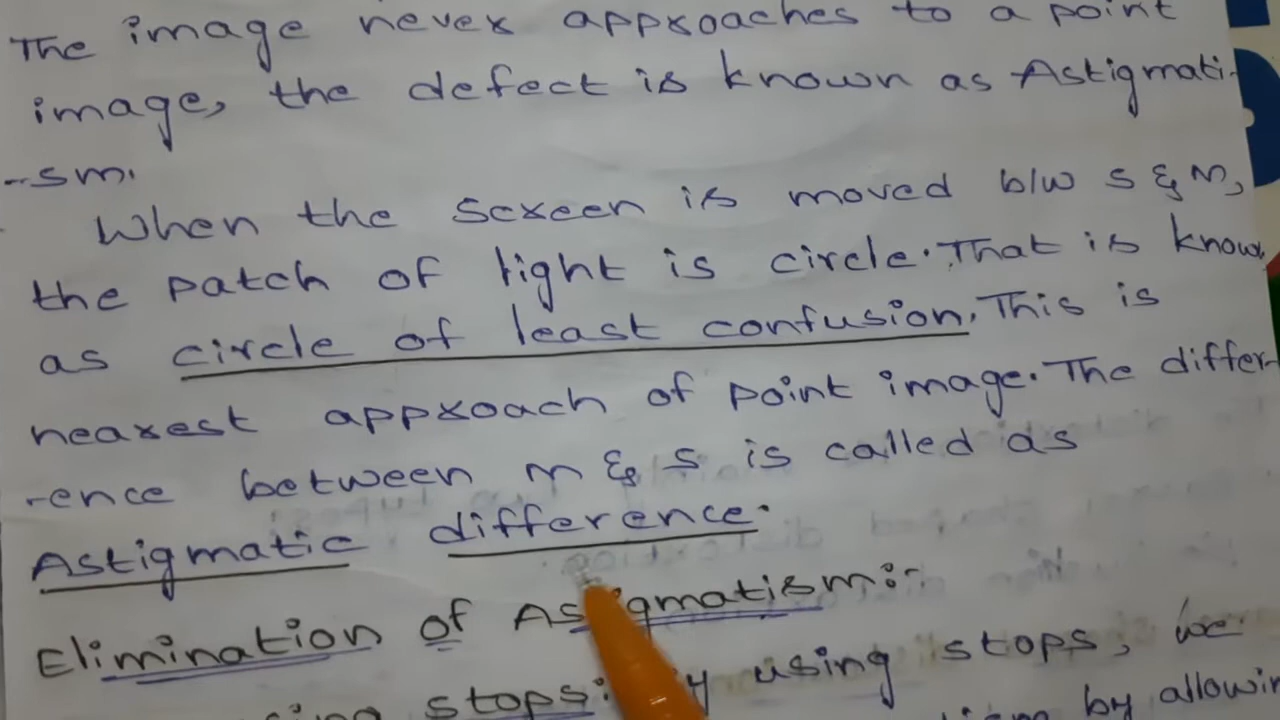 The image never approaches to a point
image, the defect is known as Astigmati-
-sm.
When the screen is moved b/w S & M,
the patch of light is circle. That is know
as circle of least confusion. This is
nearest approach of point image. The differ-
-ence between M & S is called as
Astigmatic difference.
Elimination of Astigmatism:-
stops: using stops, we
by allowin